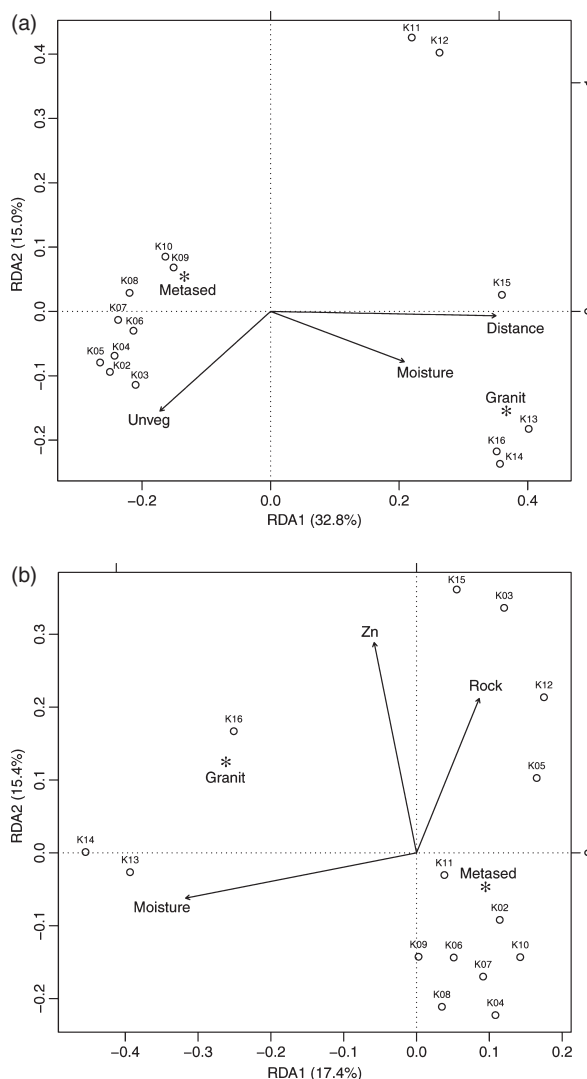 (a)
K11
K12
0.4
0.3
0.2
0.1
0.0
−0.1
−0.2
RDA2 (15.0%)
K10
K09
Metased
K08
K07
K06
K05
K04
K02
K03
Unveg
K15
Distance
Moisture
Granit
K13
K16
K14
−0.2
0.0
0.2
0.4
RDA1 (32.8%)
(b)
K15
K03
Zn
Rock
K12
K16
Granit
K05
0.3
0.2
0.1
0.0
−0.1
−0.2
RDA2 (15.4%)
K14
K13
Moisture
K11
Metased
K02
K09
K06
K10
K07
K08
K04
−0.4
−0.3
−0.2
−0.1
0.0
0.1
0.2
RDA1 (17.4%)